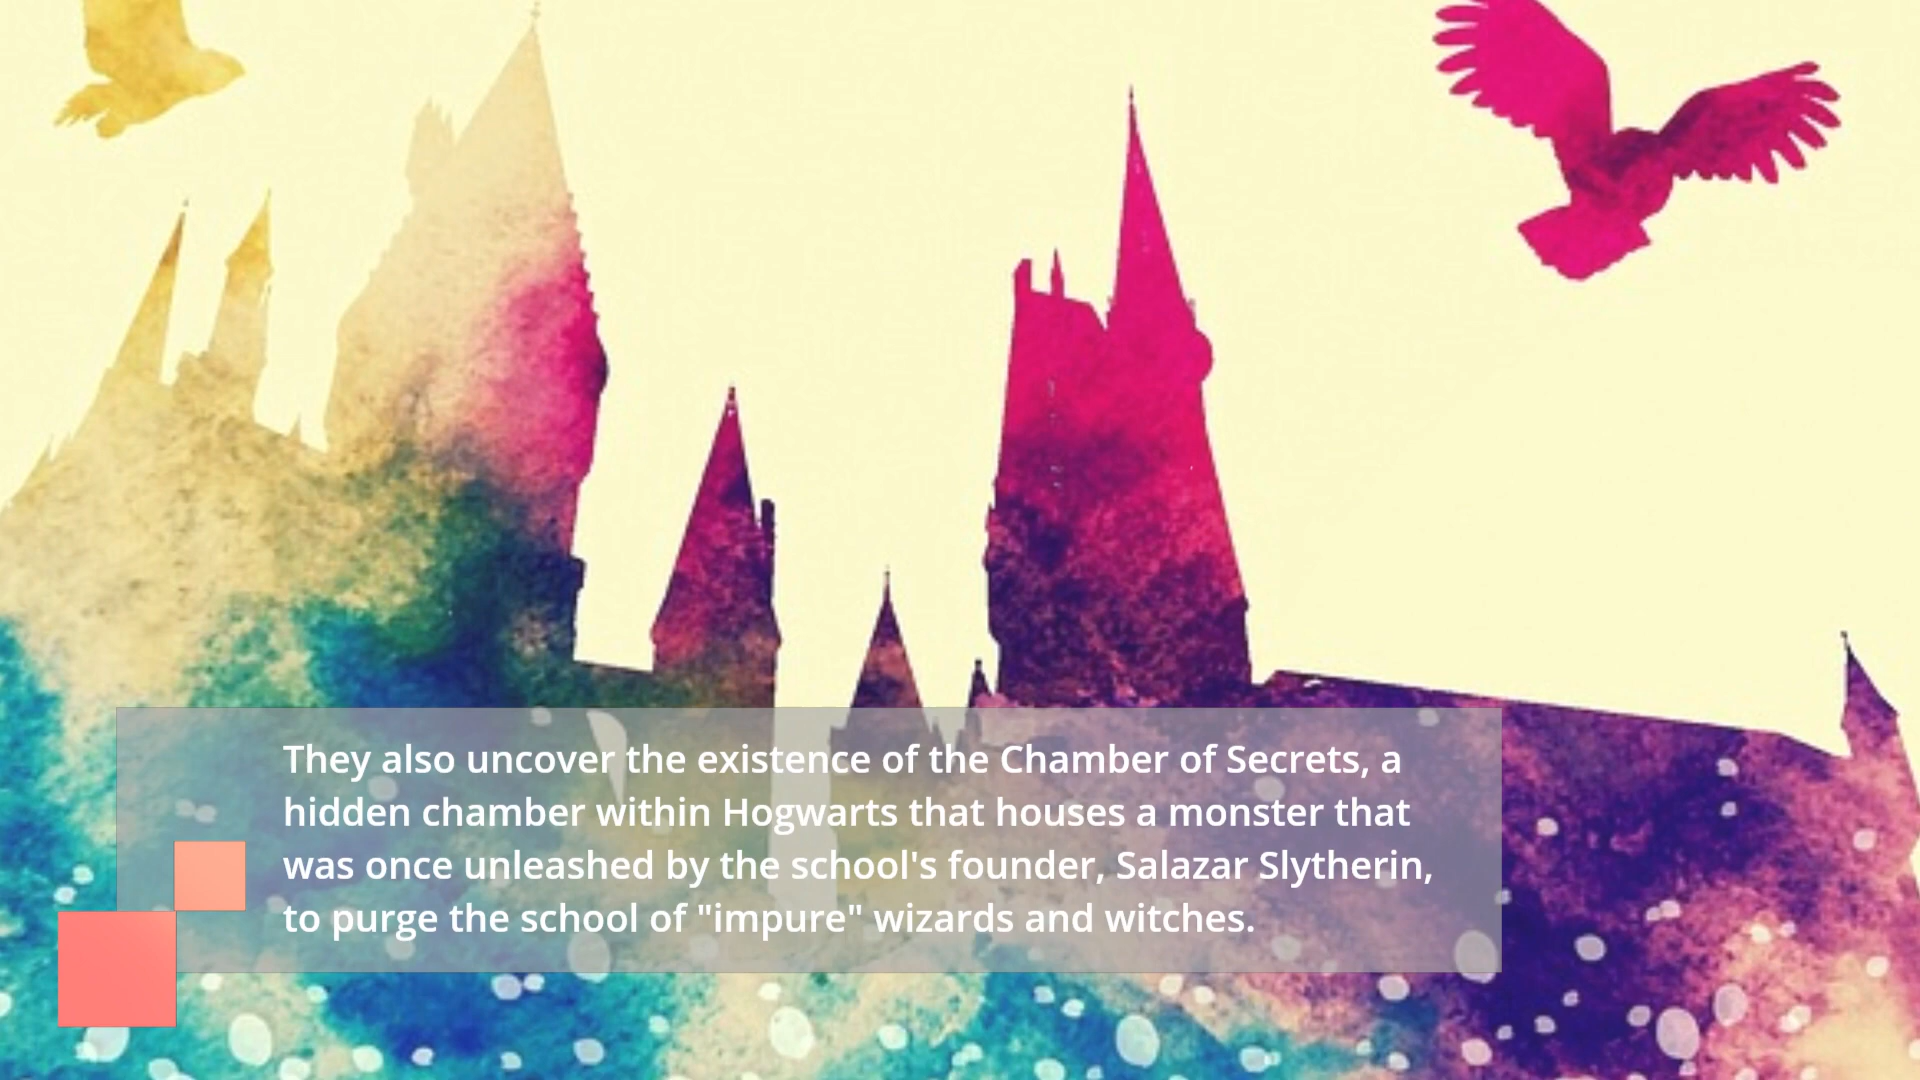 They also uncover the existence of the Chamber of Secrets, a
hidden chamber within Hogwarts that houses a monster that
was once unleashed by the school's founder, Salazar Slytherin,
to purge the school of "impure" wizards and witches.